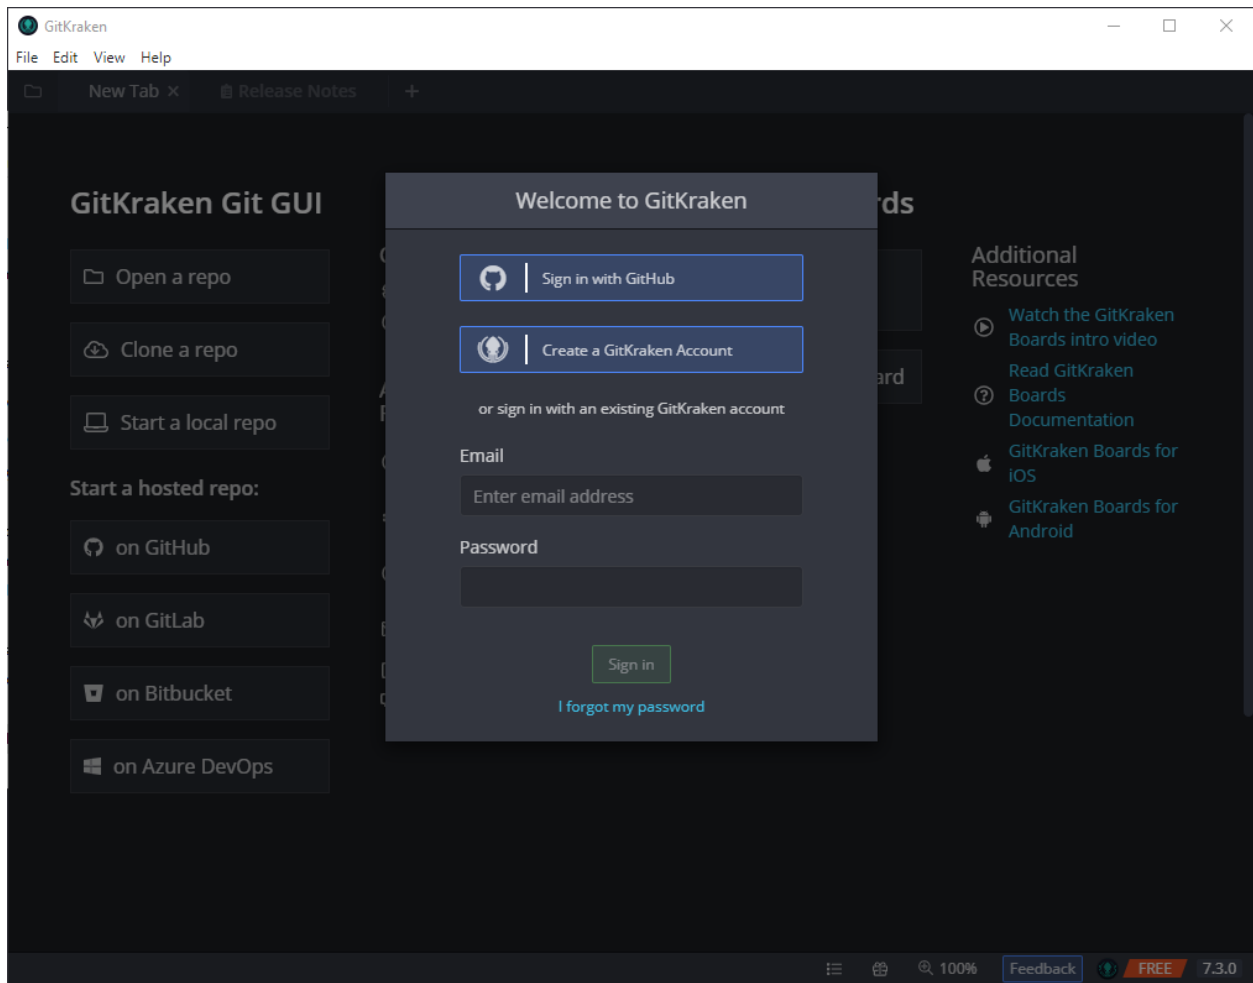 GitKraken
File Edit View Help
New Tab
Release Notes
GitKraken Git GUI
Open a repo
Clone a repo
Start a local repo
Start a hosted repo:
on GitHub
on GitLab
on Bitbucket
on Azure DevOps
Welcome to GitKraken
Sign in with GitHub
Create a GitKraken Account
or sign in with an existing GitKraken account
Email
Enter email address
Password
Sign in
I forgot my password
rds
ard
Additional
Resources
Watch the GitKraken
Boards intro video
Read GitKraken
Boards
Documentation
GitKraken Boards for
iOS
GitKraken Boards for
Android
100% Feedback FREE 7.3.0